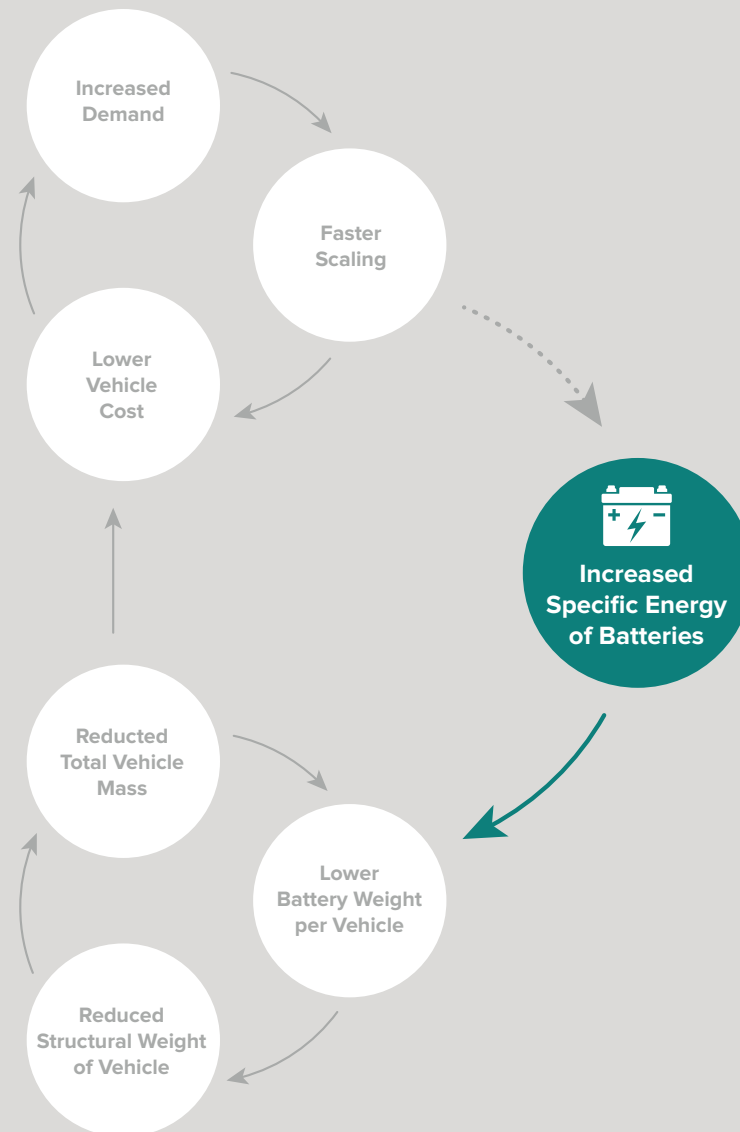 Increased
Demand
Faster
Scaling
Lower
Vehicle
Cost
Increased
Specific Energy
of Batteries
Reducted
Total Vehicle
Mass
Lower
Battery Weight
per Vehicle
Reduced
Structural Weight
of Vehicle